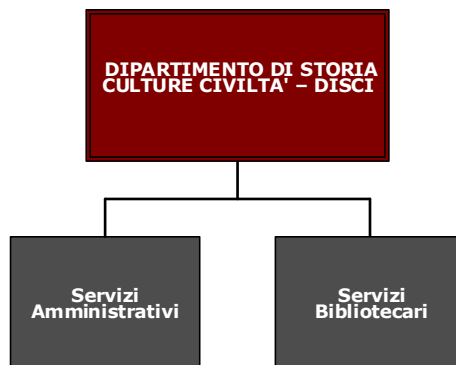 DIPARTIMENTO DI STORIA
CULTURE CIVILTA' – DISCI
Servizi
Amministrativi
Servizi
Bibliotecari